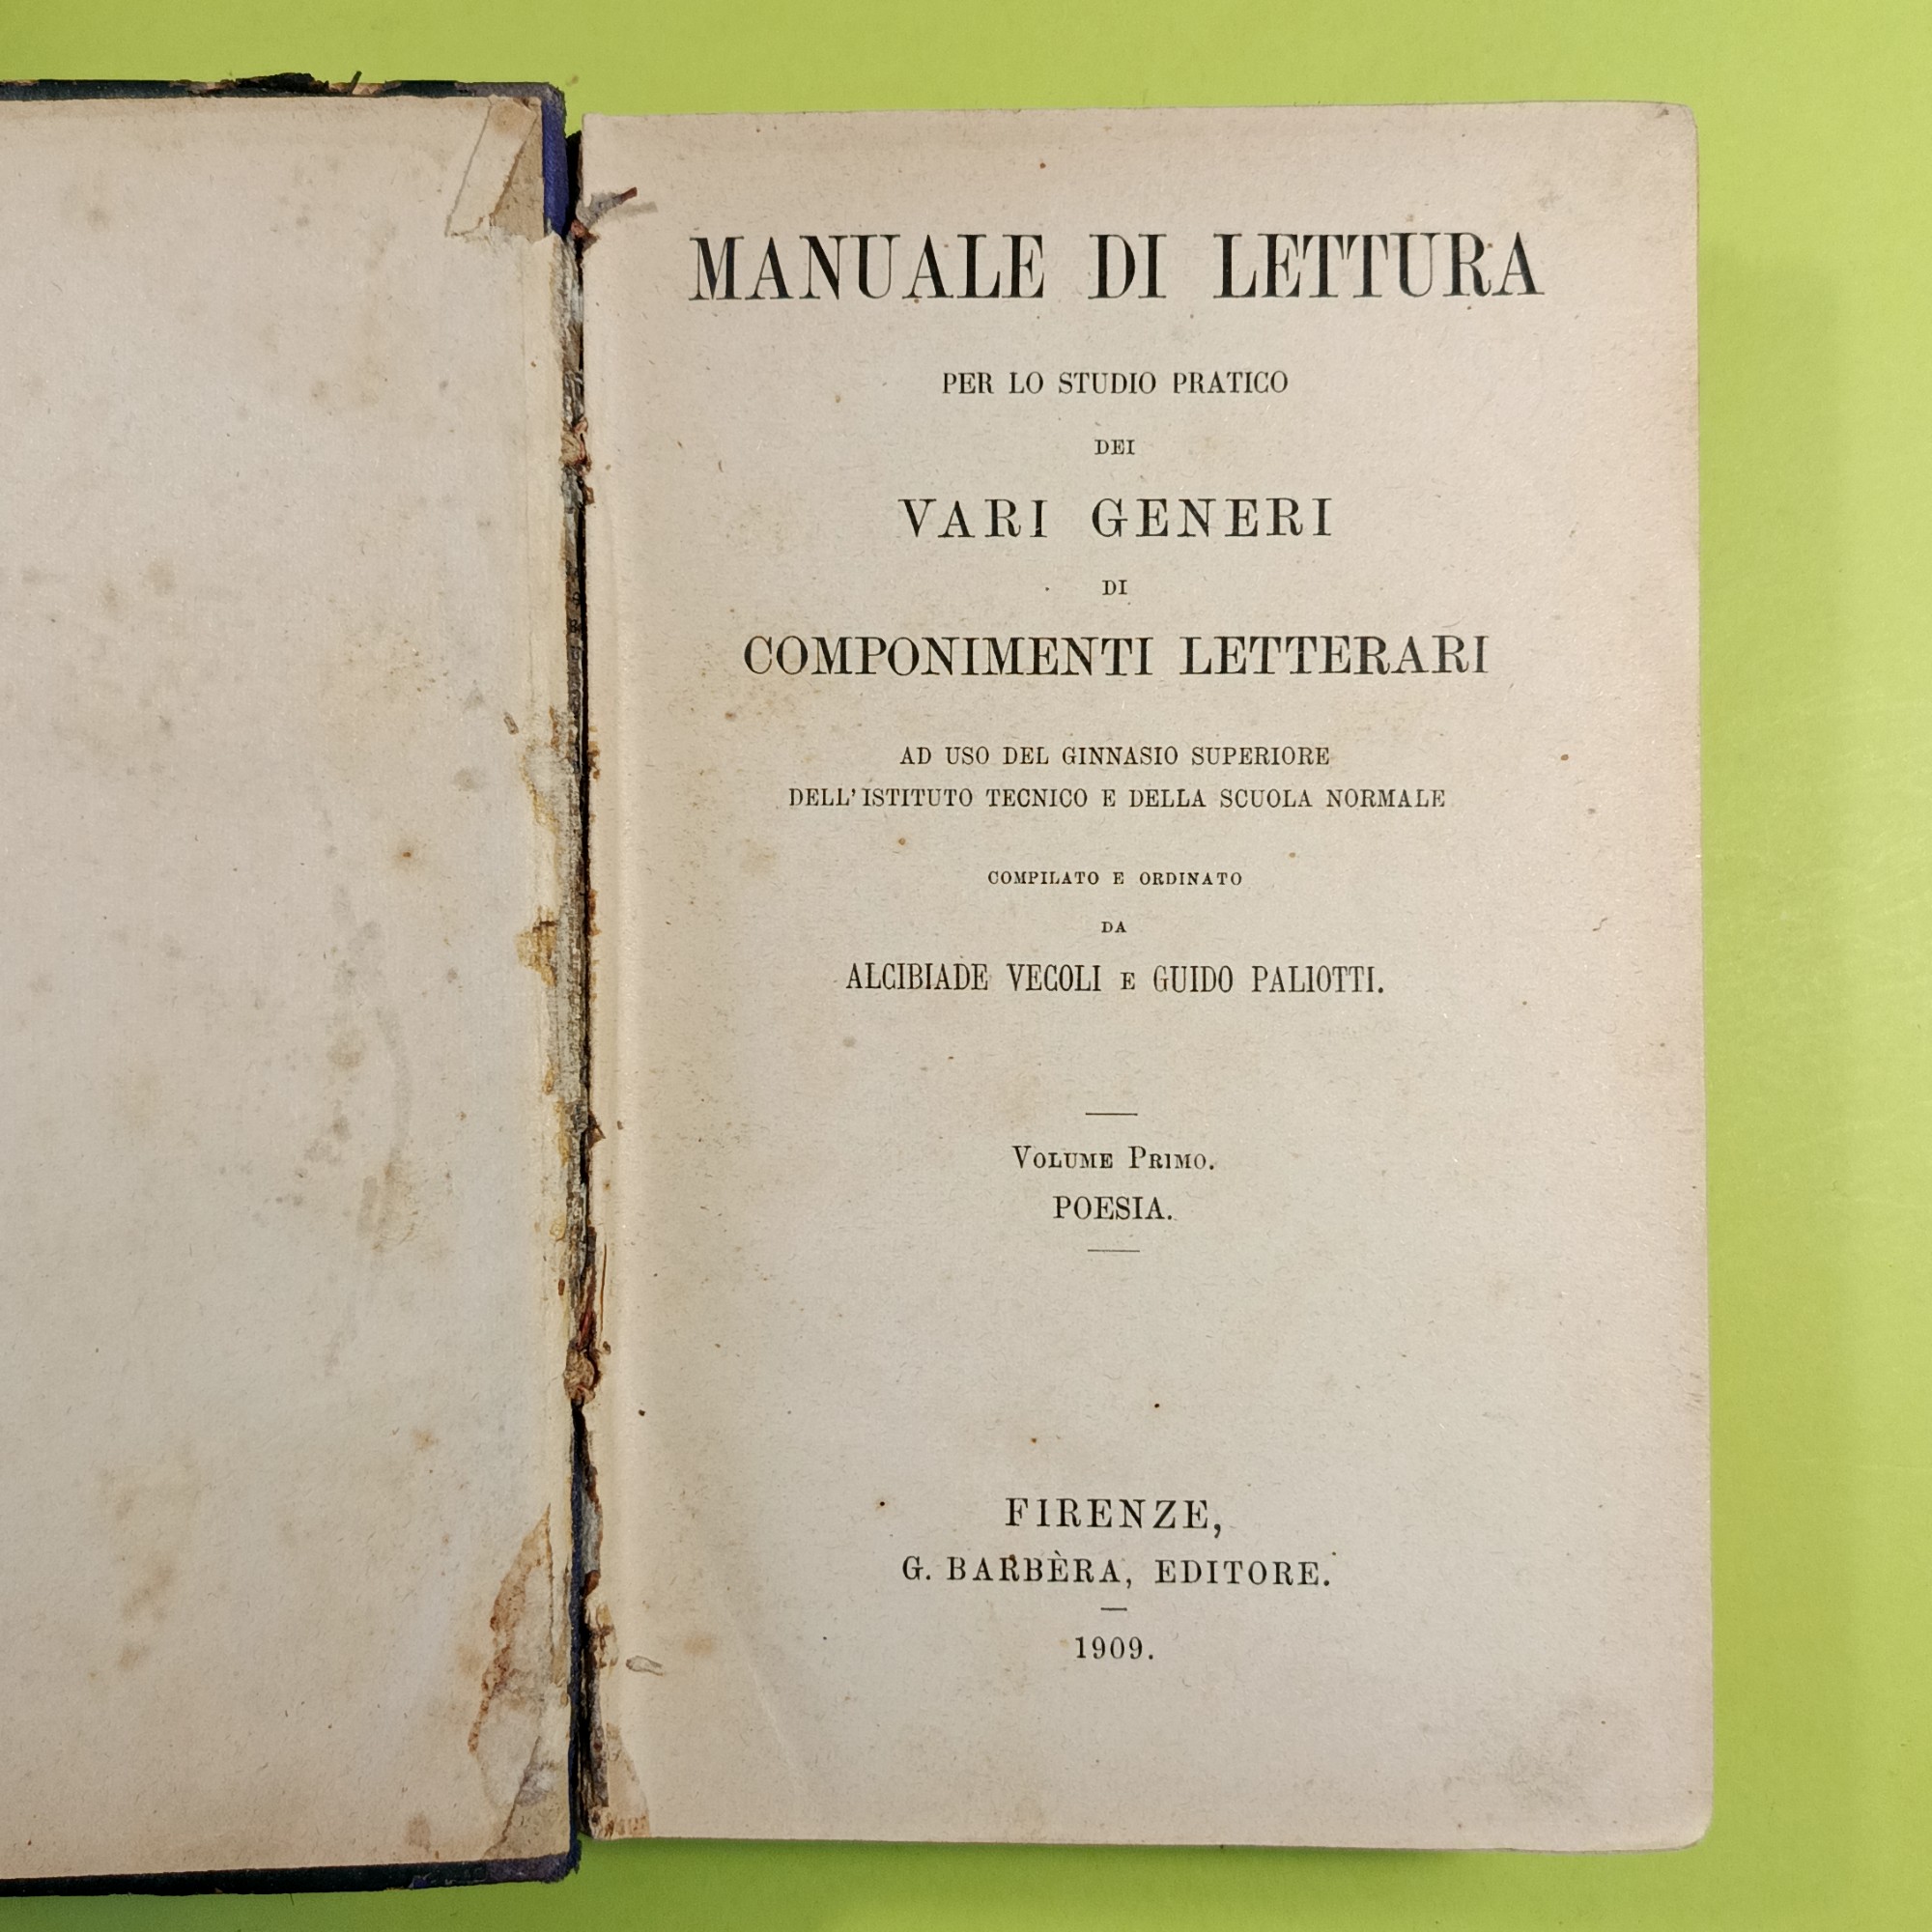 MANUALE DI LETTURA
PER LO STUDIO PRATICO
DEI
VARI GENERI
DI
COMPONIMENTI LETTERARI
AD USO DEL GINNASIO SUPERIORE
DELL'ISTITUTO TECNICO E DELLA SCUOLA NORMALE
COMPILATO E ORDINATO
DA
ALCIBIADE VECOLI E GUIDO PALIOTTI.
VOLUME PRIMO.
POESIA.
FIRENZE,
G. BARBÈRA, EDITORE.
1909.